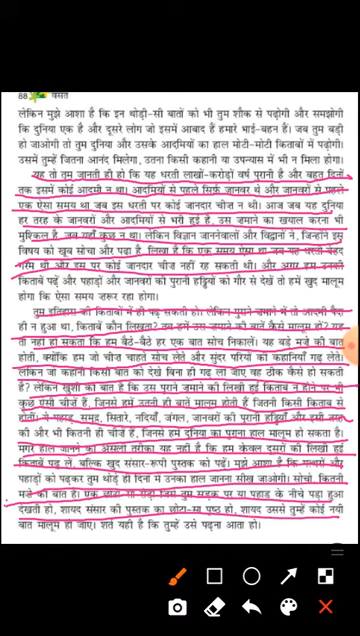 88 वसंत
लेकिन मुझे आशा है कि इन थोड़ी-सी बातों को भी तुम शौक से पढ़ोगी और समझोगी
कि दुनिया एक है और दूसरे लोग जो इसमें आबाद हैं हमारे भाई-बहन हैं। जब तुम बड़ी
हो जाओगी तो तुम दुनिया और उसके आदमियों का हाल मोटी-मोटी किताबों में पढ़ोगी।
उसमें तुम्हें जितना आनंद मिलेगा, उतना किसी कहानी या उपन्यास में भी न मिला होगा।
यह तो तुम जानती ही हो कि यह धरती लाखों-करोड़ों वर्ष पुरानी है और बहुत दिनों
तक इसमें कोई आदमी न था। आदमियों से पहले सिर्फ़ जानवर थे और जानवरों से पहले
एक ऐसा समय था जब इस धरती पर कोई जानदार चीज़ न थी। आज जब यह दुनिया
हर तरह के जानवरों और आदमियों से भरी हुई है, उस ज़माने का खयाल करना भी
मुश्किल है, जब यहाँ कुछ न था। लेकिन विज्ञान जाननेवालों और विद्वानों ने, जिन्होंने इस
विषय को खूब सोचा और पढ़ा है, लिखा है कि एक समय ऐसा था जब यह धरती बेहद
गरम थी और इस पर कोई जानदार चीज़ नहीं रह सकती थी। और अगर हम उनकी
किताबें पढ़ें और पहाड़ों और जानवरों की पुरानी हड्डियों को गौर से देखें तो हमें खुद मालूम
होगा कि ऐसा समय ज़रूर रहा होगा।
तुम इतिहास की किताबों में ही पढ़ सकती हो। लेकिन पुराने ज़माने में तो आदमी पैदा
ही न हुआ था, किताबें कौन लिखता? तब हमें उस ज़माने की बातें कैसे मालूम हों? यह
तो नहीं हो सकता कि हम बैठे-बैठे हर एक बात सोच निकालें। यह बड़े मज़े की बात
होती, क्योंकि हम जो चीज़ चाहते सोच लेते और सुंदर परियों की कहानियाँ गढ़ लेते।
लेकिन जो कहानी किसी बात को देखे बिना ही गढ़ ली जाए वह ठीक कैसे हो सकती
है? लेकिन खुशी की बात है कि उस पुराने ज़माने की लिखी हुई किताबें न होने पर भी
कुछ ऐसी चीज़ें हैं, जिनसे हमें उतनी ही बातें मालूम होती हैं जितनी किसी किताब से
होतीं। ये पहाड़, समुद्र, सितारे, नदियाँ, जंगल, जानवरों की पुरानी हड्डियाँ और इसी तरह
की और भी कितनी ही चीज़ें हैं, जिनसे हमें दुनिया का पुराना हाल मालूम हो सकता है।
मगर हाल जानने का असली तरीका यह नहीं है कि हम केवल दूसरों की लिखी हुई
किताबें पढ़ लें, बल्कि खुद संसार-रूपी पुस्तक को पढ़ें। मुझे आशा है कि पत्थरों और
पहाड़ों को पढ़कर तुम थोड़े ही दिनों में उनका हाल जानना सीख जाओगी। सोचो कितनी
मज़े की बात है। एक छोटा-सा रोड़ा जिसे तुम सड़क पर या पहाड़ के नीचे पड़ा हुआ
देखती हो, शायद संसार की पुस्तक का छोटा-सा पृष्ठ हो, शायद उससे तुम्हें कोई नयी
बात मालूम हो जाए। शर्त यही है कि तुम्हें उसे पढ़ना आता हो।